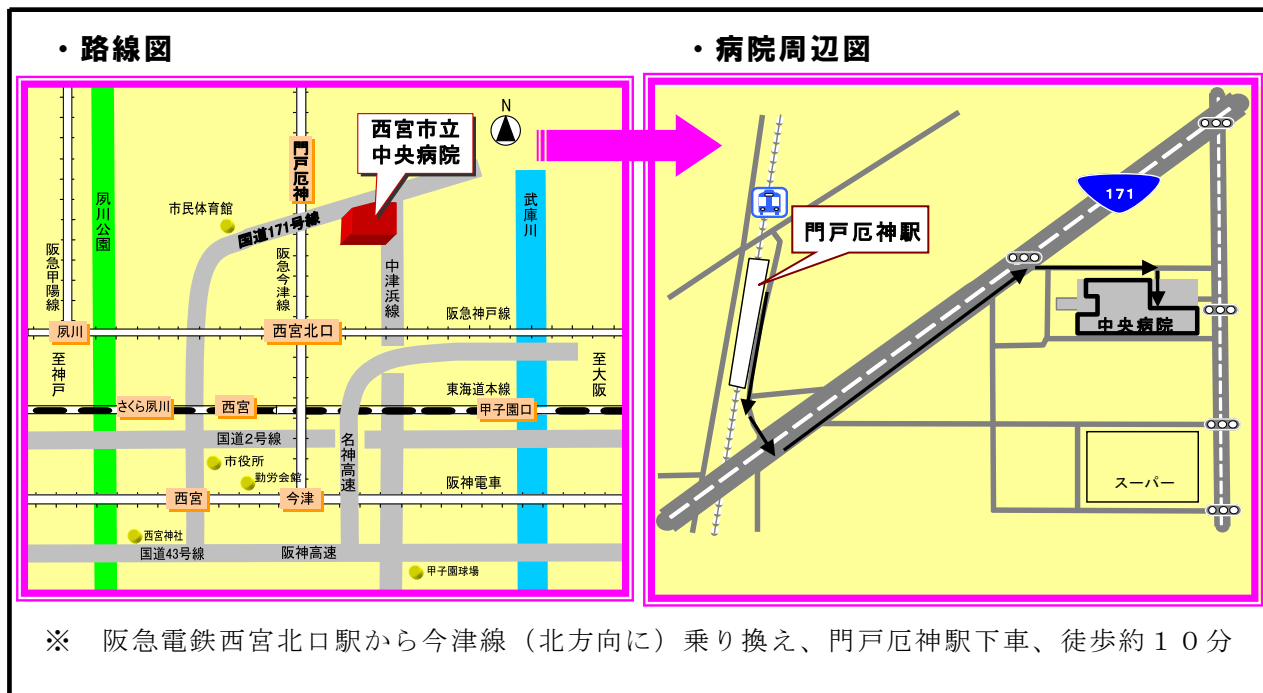 ・路線図
・病院周辺図
西宮市立
中央病院
N
門戸厄神
夙川公園
武庫川
市民体育館
国道171号線
阪急甲陽線
阪急今津線
中津浜線
阪急神戸線
夙川
西宮北口
至神戸
至大阪
東海道本線
さくら夙川
西宮
甲子園口
国道2号線
名神高速
市役所
勤労会館
阪神電車
西宮
今津
西宮神社
国道43号線
阪神高速
甲子園球場
171
門戸厄神駅
中央病院
スーパー
※　阪急電鉄西宮北口駅から今津線（北方向に）乗り換え、門戸厄神駅下車、徒歩約１０分